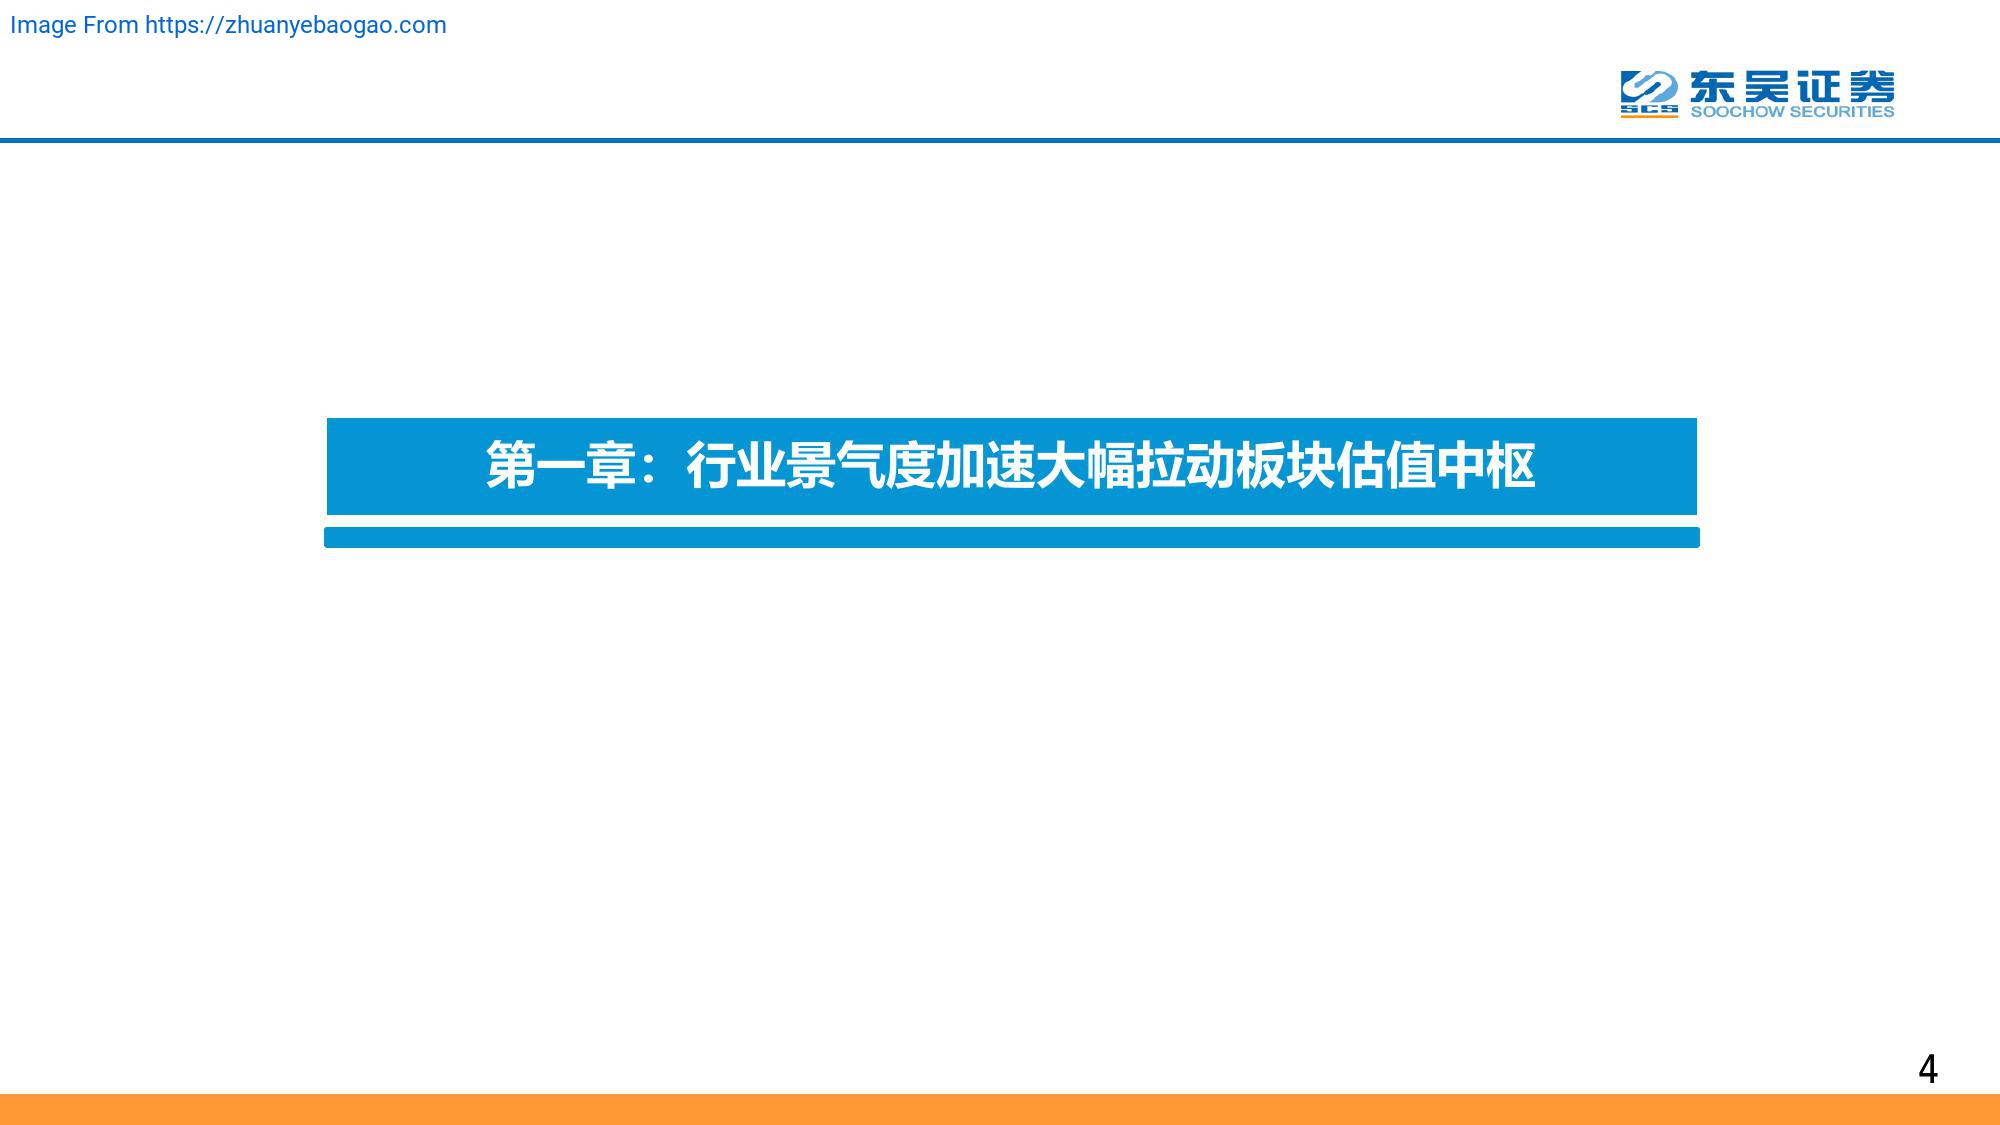 Image From https://zhuanyebaogao.com
SCS
东吴证券
SOOCHOW SECURITIES
第一章：行业景气度加速大幅拉动板块估值中枢
4